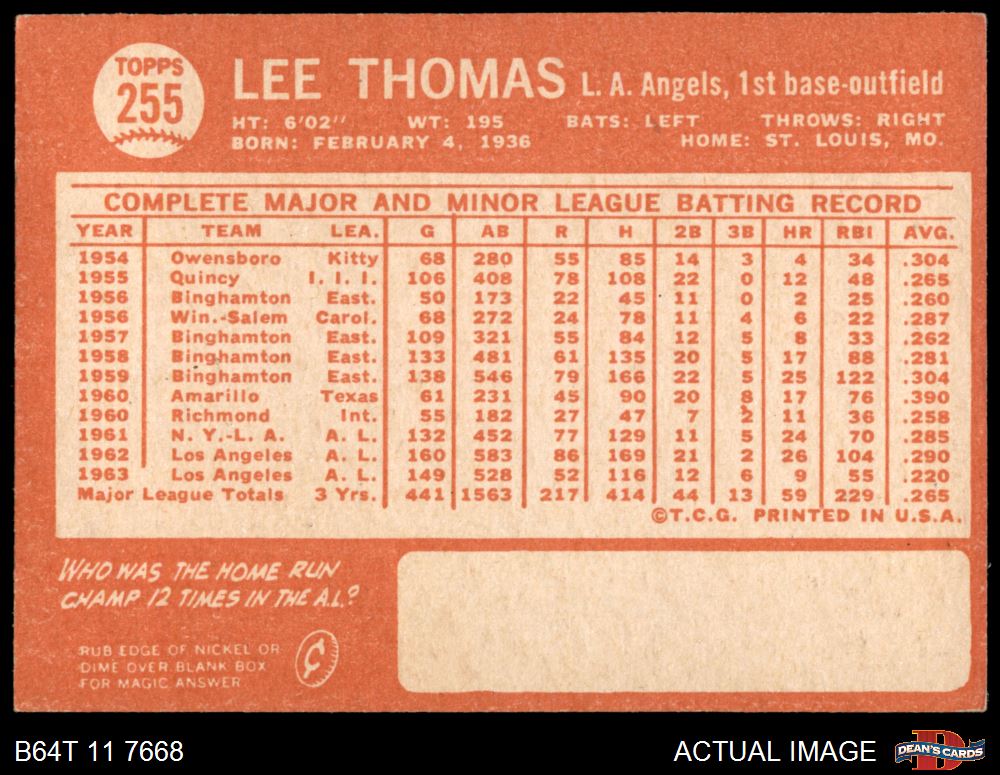 TOPPS
255
LEE THOMAS L. A. Angels, 1st base-outfield
HT: 6'02'' WT: 195 BATS: LEFT THROWS: RIGHT
BORN: FEBRUARY 4, 1936 HOME: ST. LOUIS, MO.
COMPLETE MAJOR AND MINOR LEAGUE BATTING RECORD
YEAR TEAM LEA. G AB R H 2B 3B HR RBI AVG.
1954 Owensboro Kitty 68 280 55 85 14 3 4 34 .304
1955 Quincy I. I. I. 106 408 78 108 22 0 12 48 .265
1956 Binghamton East. 50 173 22 45 11 0 2 25 .260
1956 Win.-Salem Carol. 68 272 24 78 11 4 6 22 .287
1957 Binghamton East. 109 321 55 84 12 5 8 33 .262
1958 Binghamton East. 133 481 61 135 20 5 17 88 .281
1959 Binghamton East. 138 546 79 166 22 5 25 122 .304
1960 Amarillo Texas 61 231 45 90 20 8 17 76 .390
1960 Richmond Int. 55 182 27 47 7 2 11 36 .258
1961 N. Y.-L. A. A. L. 132 452 77 129 11 5 24 70 .285
1962 Los Angeles A. L. 160 583 86 169 21 2 26 104 .290
1963 Los Angeles A. L. 149 528 52 116 12 6 9 55 .220
Major League Totals 3 Yrs. 441 1563 217 414 44 13 59 229 .265
©T.C.G. PRINTED IN U.S.A.
WHO WAS THE HOME RUN
CHAMP 12 TIMES IN THE A.L.?
RUB EDGE OF NICKEL OR
DIME OVER BLANK BOX
FOR MAGIC ANSWER
¢
B64T 11 7668
ACTUAL IMAGE
D
DEAN'S CARDS